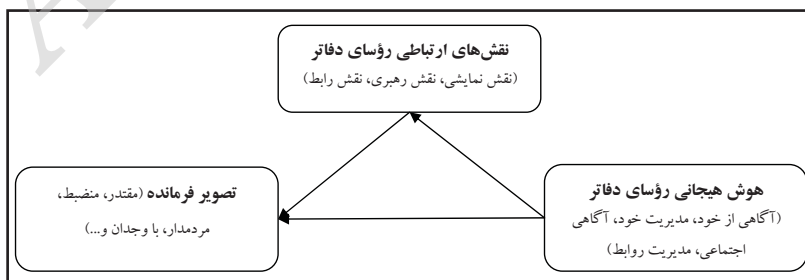 نقش‌های ارتباطی رؤسای دفاتر
(نقش نمایشی، نقش رهبری، نقش رابط)
هوش هیجانی رؤسای دفاتر
(آگاهی از خود، مدیریت خود، آگاهی
اجتماعی، مدیریت روابط)
تصویر فرمانده (مقتدر، منضبط،
مردمدار، با وجدان و...)